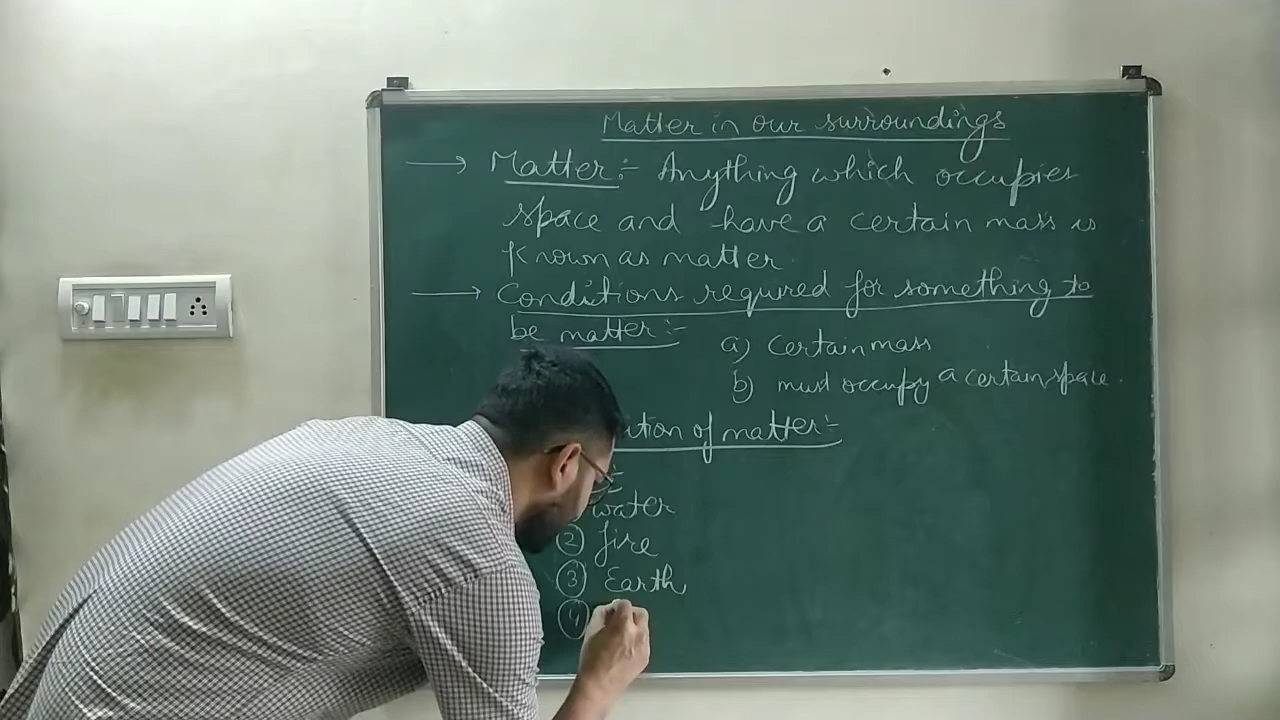 Matter in our surroundings
→ Matter:- Anything which occupies
space and have a certain mass is
known as matter.
→ Conditions required for something to
be matter:-
a) certain mass
b) must occupy a certain space.
of matter:-
water
② fire
③ Earth
④